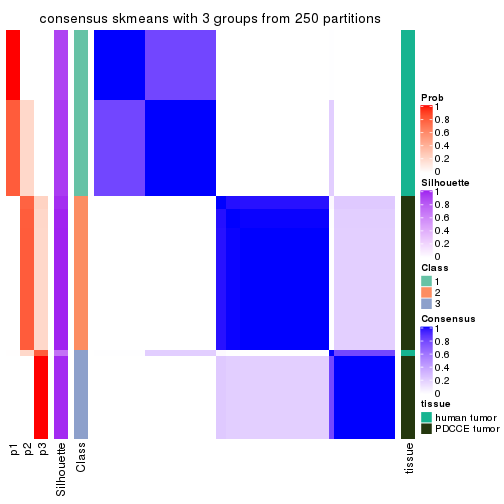 consensus skmeans with 3 groups from 250 partitions
Prob
1
0.8
0.6
0.4
0.2
0
Silhouette
1
0.8
0.6
0.4
0.2
0
Class
1
2
3
Consensus
1
0.8
0.6
0.4
0.2
0
tissue
human tumor
PDCCE tumor
p1
p2
p3
Silhouette
Class
tissue